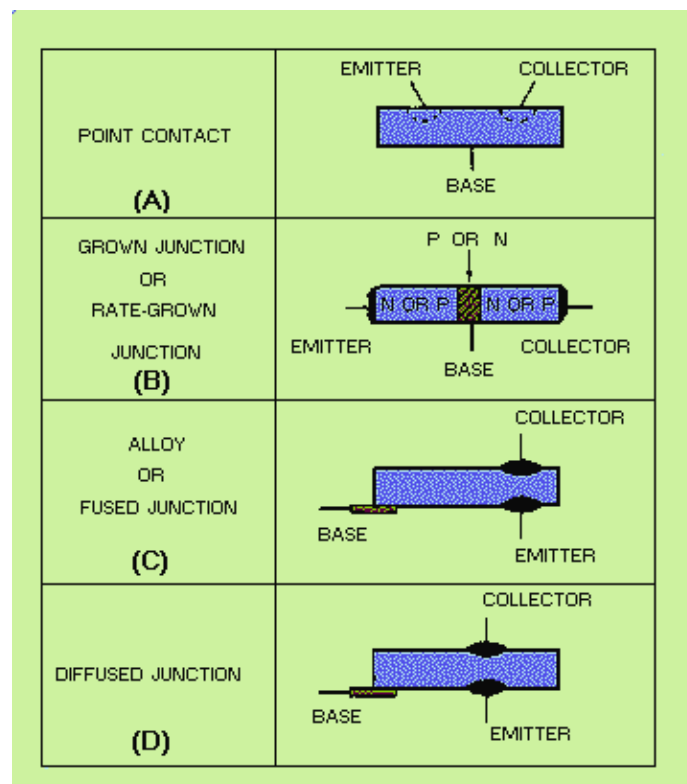 POINT CONTACT
(A)
EMITTER COLLECTOR
BASE
GROWN JUNCTION
OR
RATE-GROWN
JUNCTION
(B)
P OR N
N OR P N OR P
EMITTER COLLECTOR
BASE
ALLOY
OR
FUSED JUNCTION
(C)
COLLECTOR
BASE
EMITTER
DIFFUSED JUNCTION
(D)
COLLECTOR
BASE
EMITTER